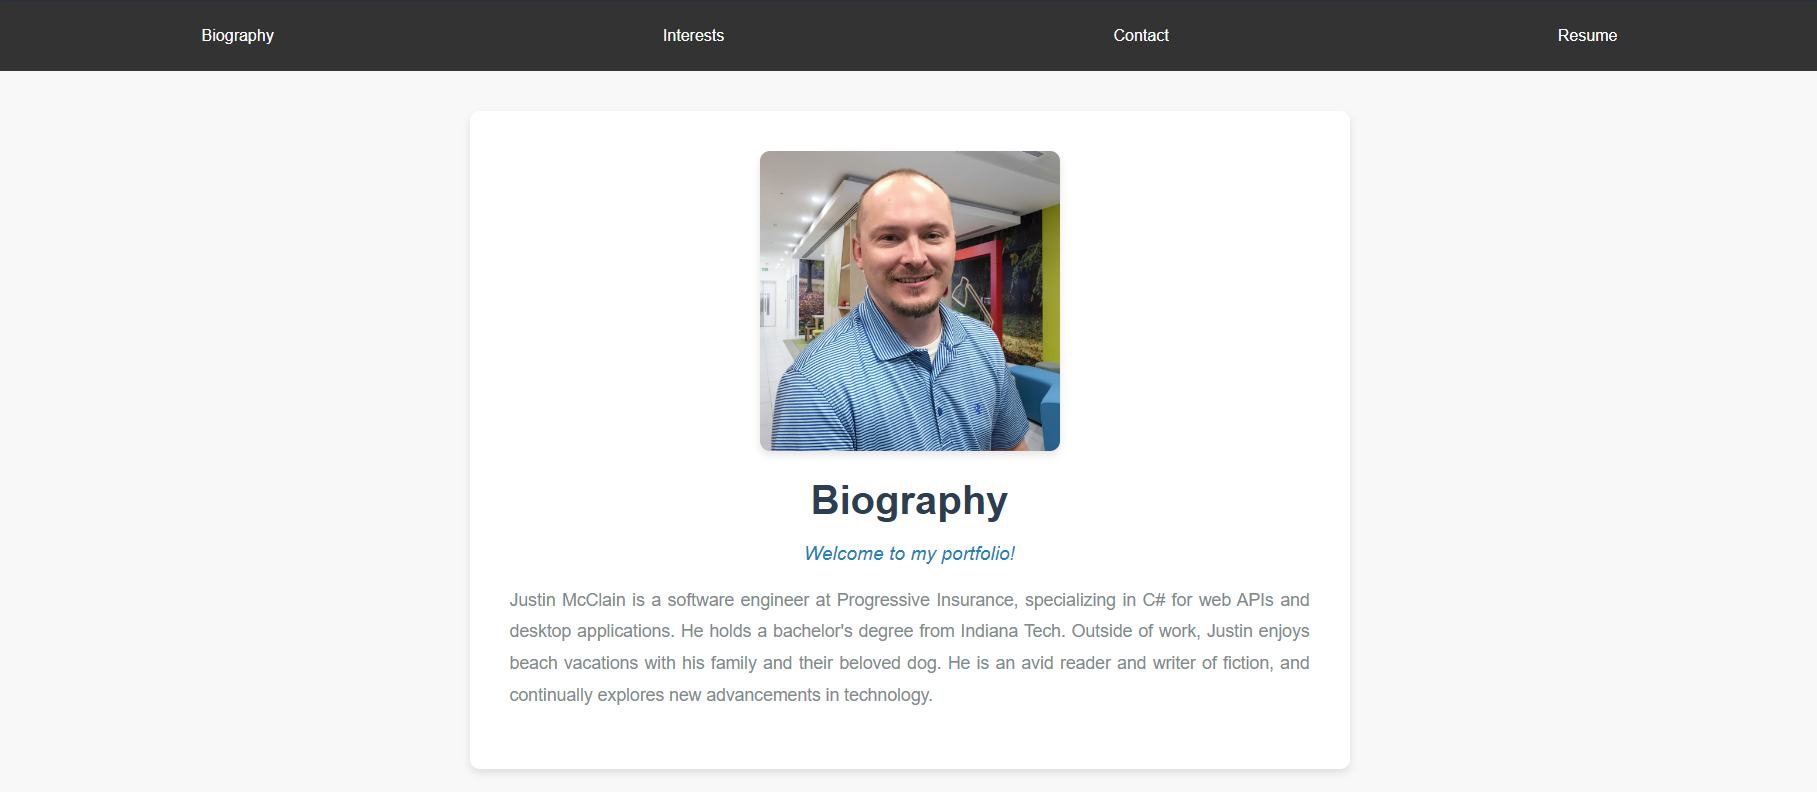 Biography Interests Contact Resume
Biography
Welcome to my portfolio!
Justin McClain is a software engineer at Progressive Insurance, specializing in C# for web APIs and
desktop applications. He holds a bachelor's degree from Indiana Tech. Outside of work, Justin enjoys
beach vacations with his family and their beloved dog. He is an avid reader and writer of fiction, and
continually explores new advancements in technology.